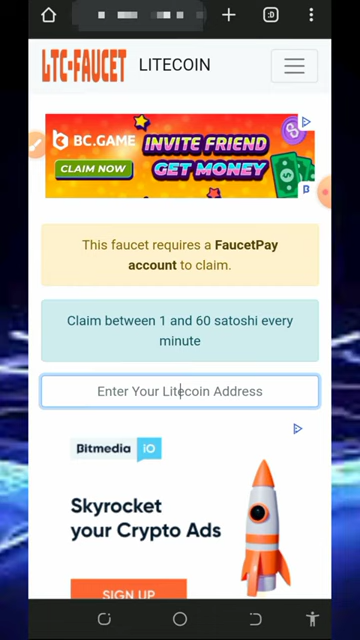 LTC-FAUCET LITECOIN
BC.GAME INVITE FRIEND
CLAIM NOW GET MONEY
This faucet requires a FaucetPay
account to claim.
Claim between 1 and 60 satoshi every
minute
Enter Your Litecoin Address
Bitmedia iO
Skyrocket
your Crypto Ads
SIGN UP